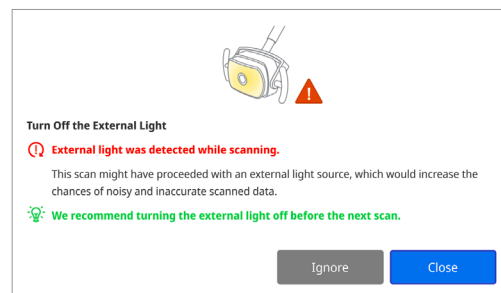 Turn Off the External Light
External light was detected while scanning.
This scan might have proceeded with an external light source, which would increase the
chances of noisy and inaccurate scanned data.
We recommend turning the external light off before the next scan.
Ignore
Close